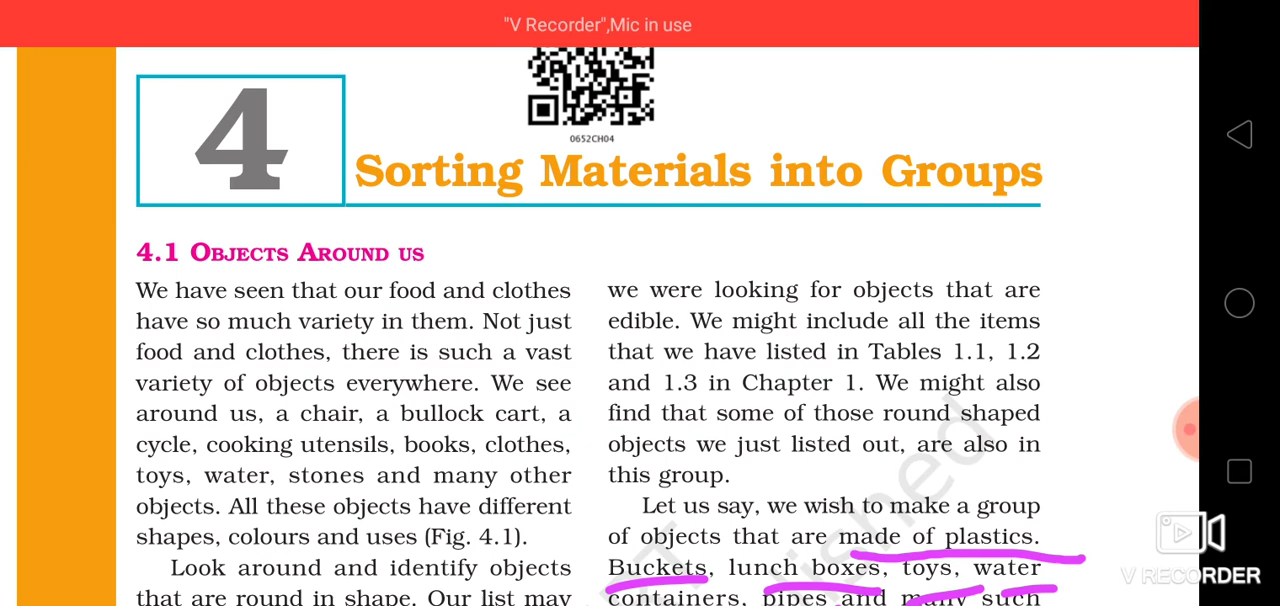 "V Recorder",Mic in use
0652CH04
4
Sorting Materials into Groups
4.1 OBJECTS AROUND US
We have seen that our food and clothes
have so much variety in them. Not just
food and clothes, there is such a vast
variety of objects everywhere. We see
around us, a chair, a bullock cart, a
cycle, cooking utensils, books, clothes,
toys, water, stones and many other
objects. All these objects have different
shapes, colours and uses (Fig. 4.1).
Look around and identify objects
that are round in shape. Our list may
we were looking for objects that are
edible. We might include all the items
that we have listed in Tables 1.1, 1.2
and 1.3 in Chapter 1. We might also
find that some of those round shaped
objects we just listed out, are also in
this group.
Let us say, we wish to make a group
of objects that are made of plastics.
Buckets, lunch boxes, toys, water
containers, pipes and many such
V RECORDER